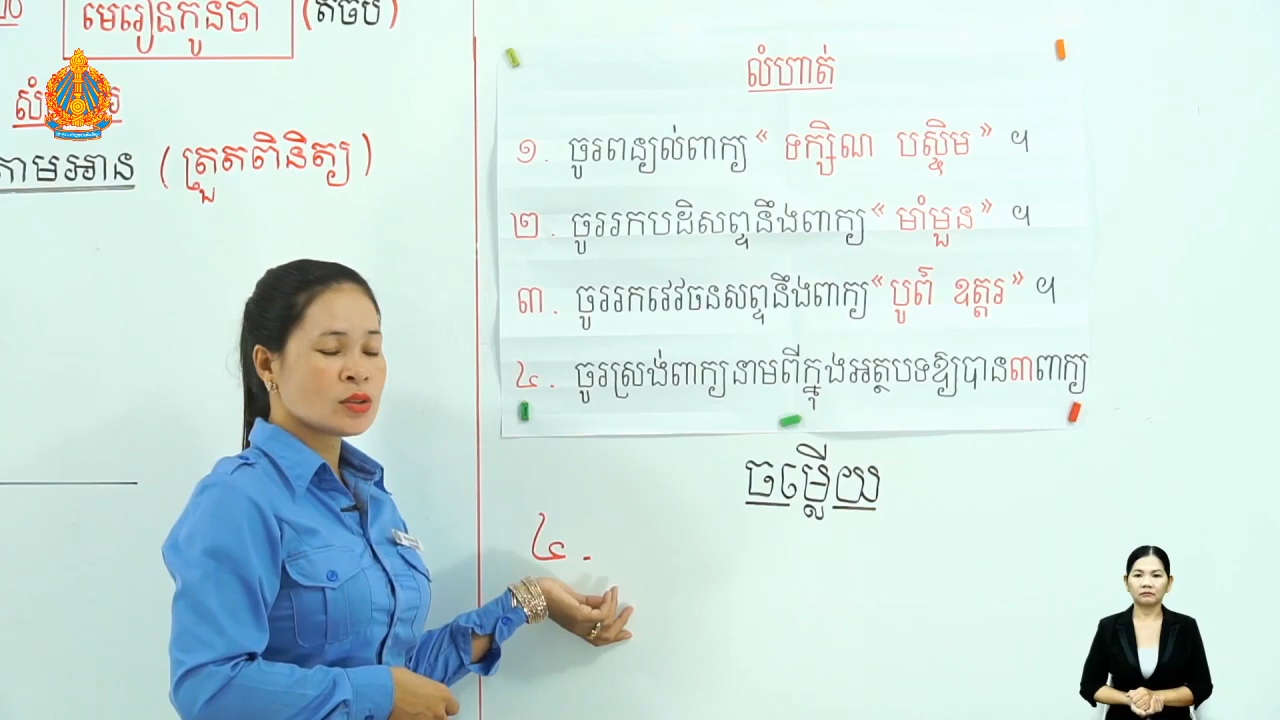 មេរៀនកូនចា (តចប់)
តាមអាន (ត្រួតពិនិត្យ)
លំហាត់
១. ចូរពន្យល់ពាក្យ « ទក្សិណ បស្ចិម » ។
២. ចូររកបដិសព្ទនឹងពាក្យ « មាំមួន » ។
៣. ចូររកវេវចនសព្ទនឹងពាក្យ « បូព៌ ឧត្តរ » ។
៤. ចូរស្រង់ពាក្យនាមពីក្នុងអត្ថបទឱ្យបាន៣ពាក្យ
ចម្លើយ
៤.